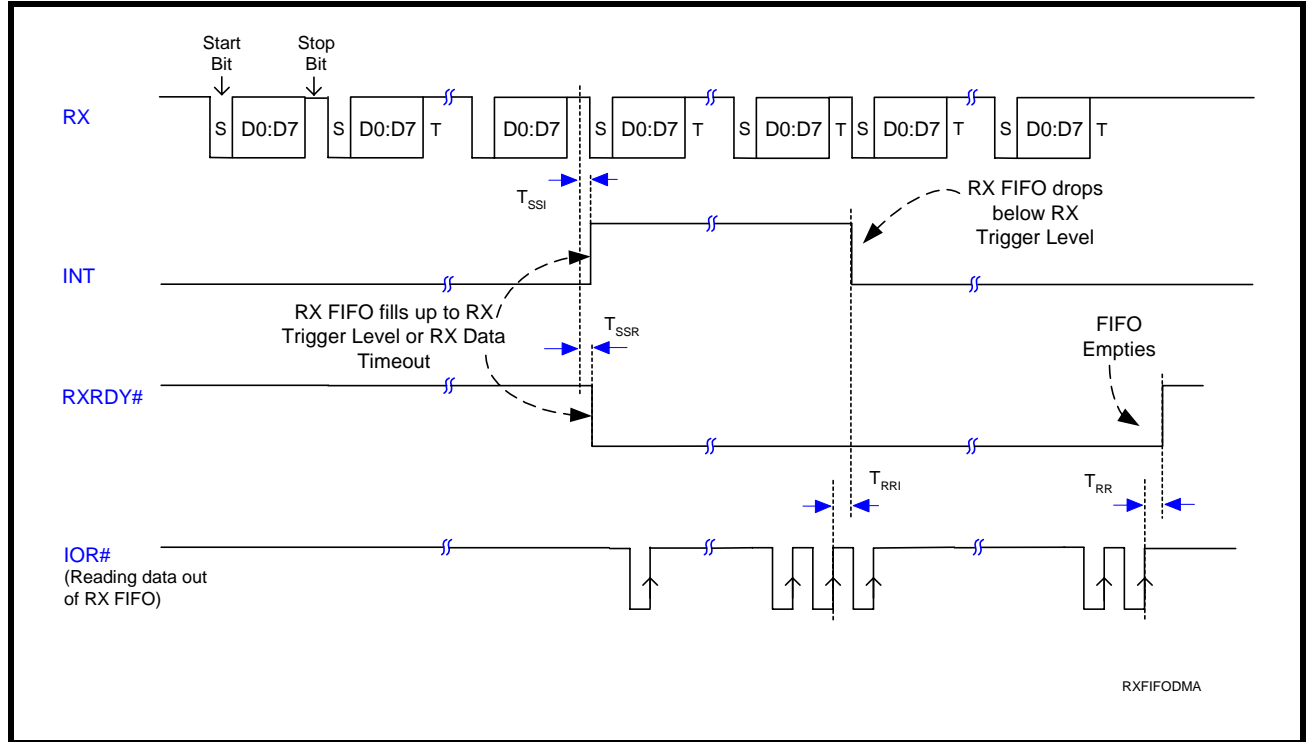 Start
Bit
Stop
Bit
RX
S D0:D7 S D0:D7 T D0:D7 S D0:D7 T S D0:D7 T S D0:D7 T S D0:D7 T
TSSI
RX FIFO drops
below RX
Trigger Level
INT
RX FIFO fills up to RX
Trigger Level or RX Data
Timeout
TSSR
FIFO
Empties
RXRDY#
TRRI
TRR
IOR#
(Reading data out
of RX FIFO)
RXFIFODMA